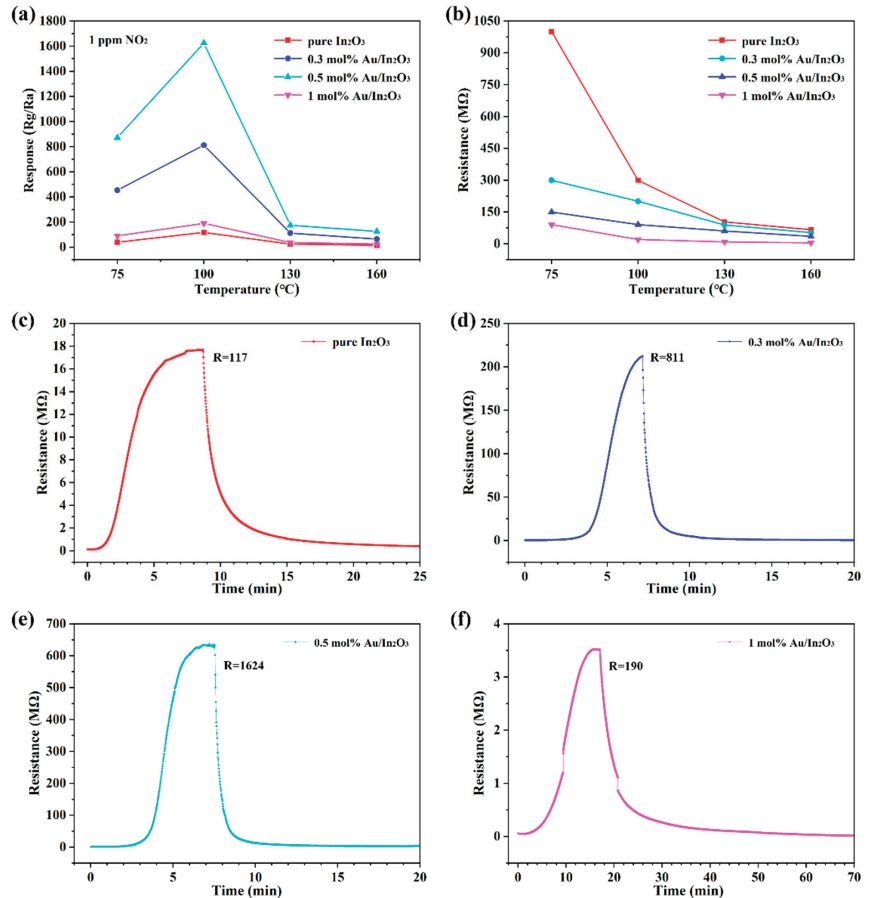 (a)
1 ppm NO₂
pure In₂O₃
0.3 mol% Au/In₂O₃
0.5 mol% Au/In₂O₃
1 mol% Au/In₂O₃
1800
1600
1400
1200
1000
800
600
400
200
0
Response (Rg/Ra)
75 100 130 160
Temperature (℃)
(b)
pure In₂O₃
0.3 mol% Au/In₂O₃
0.5 mol% Au/In₂O₃
1 mol% Au/In₂O₃
1050
900
750
600
450
300
150
0
Resistance (MΩ)
75 100 130 160
Temperature (℃)
(c)
pure In₂O₃
R=117
20
18
16
14
12
10
8
6
4
2
0
Resistance (MΩ)
0 5 10 15 20 25
Time (min)
(d)
0.3 mol% Au/In₂O₃
R=811
250
200
150
100
50
0
Resistance (MΩ)
0 5 10 15 20
Time (min)
(e)
0.5 mol% Au/In₂O₃
R=1624
700
600
500
400
300
200
100
0
Resistance (MΩ)
0 5 10 15 20
Time (min)
(f)
1 mol% Au/In₂O₃
R=190
4
3
2
1
0
Resistance (MΩ)
0 10 20 30 40 50 60 70
Time (min)